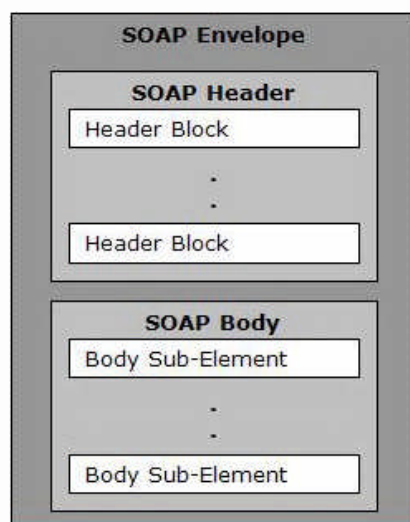 SOAP Envelope
SOAP Header
Header Block
.
.
Header Block
SOAP Body
Body Sub-Element
.
.
Body Sub-Element